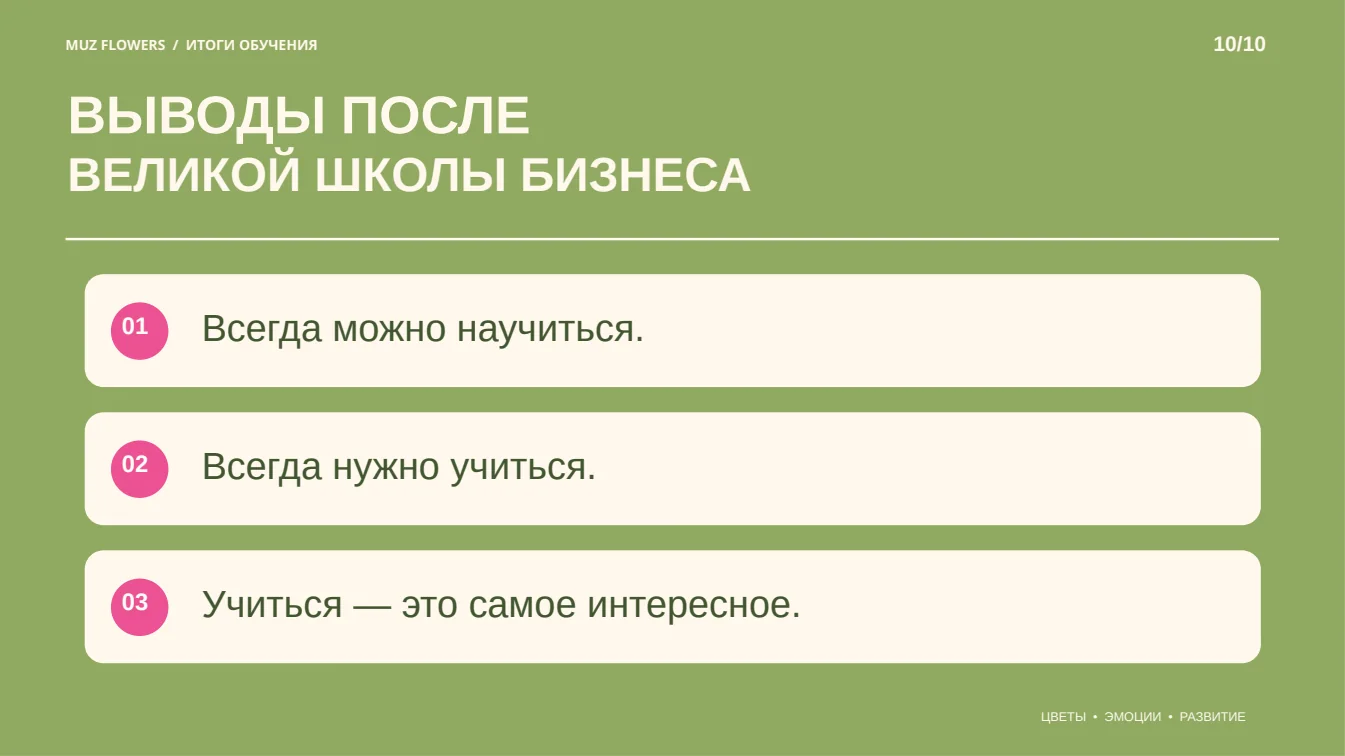 MUZ FLOWERS / ИТОГИ ОБУЧЕНИЯ
10/10
ВЫВОДЫ ПОСЛЕ
ВЕЛИКОЙ ШКОЛЫ БИЗНЕСА
01 Всегда можно научиться.
02 Всегда нужно учиться.
03 Учиться — это самое интересное.
ЦВЕТЫ • ЭМОЦИИ • РАЗВИТИЕ